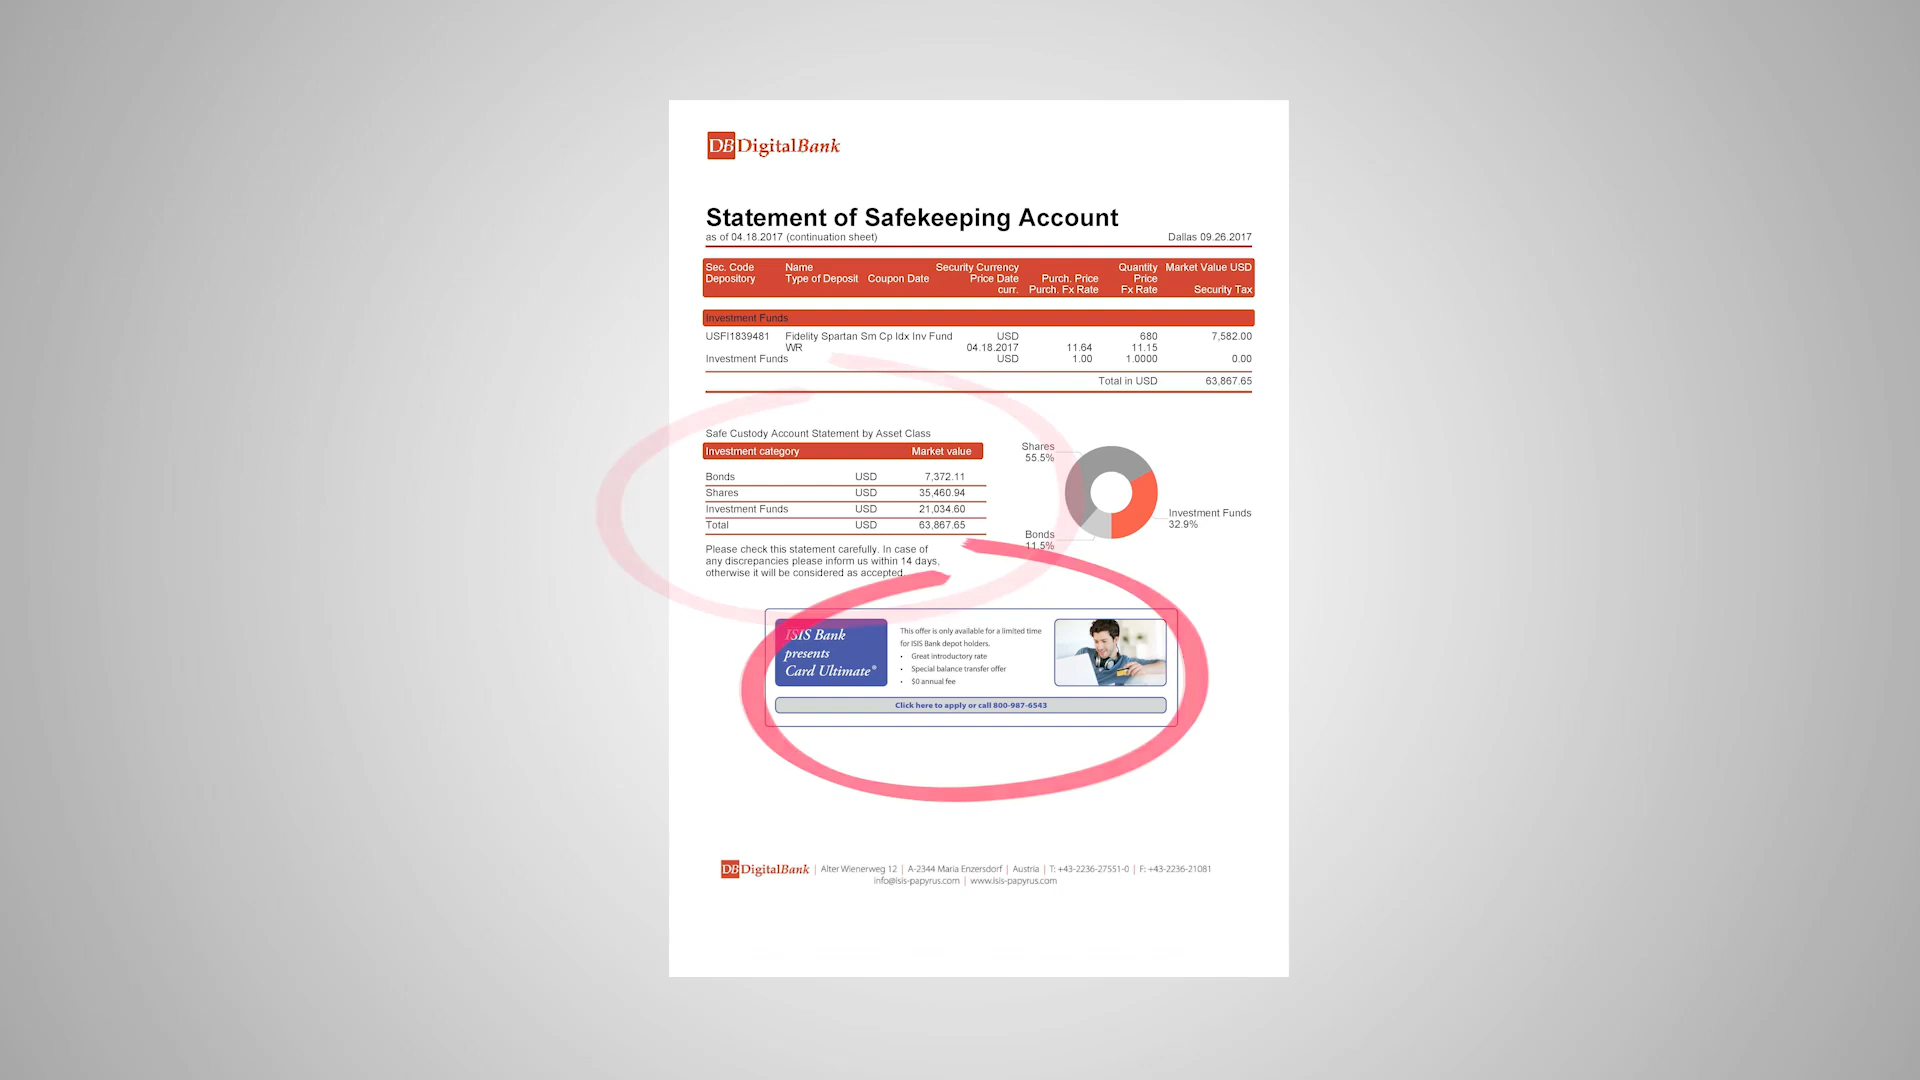 DB DigitalBank
Statement of Safekeeping Account
as of 04.18.2017 (continuation sheet) Dallas 09.26.2017
Sec. Code Name Security Currency Quantity Market Value USD
Depository Type of Deposit Coupon Date Price Date Purch. Price Price
curr. Purch. Fx Rate Fx Rate Security Tax
Investment Funds
USFI1839481 Fidelity Spartan Sm Cp Idx Inv Fund USD 680 7,582.00
WR 04.18.2017 11.64 11.15
Investment Funds USD 1.00 1.0000 0.00
Total in USD 63,867.65
Safe Custody Account Statement by Asset Class
Investment category Market value
Bonds USD 7,372.11
Shares USD 35,460.94
Investment Funds USD 21,034.60
Total USD 63,867.65
Shares
55.5%
Investment Funds
32.9%
Bonds
11.5%
Please check this statement carefully. In case of
any discrepancies please inform us within 14 days,
otherwise it will be considered as accepted.
ISIS Bank
presents
Card Ultimate®
This offer is only available for a limited time
for ISIS Bank depot holders.
• Great introductory rate
• Special balance transfer offer
• $0 annual fee
Click here to apply or call 800-987-6543
DB DigitalBank | Alter Wienerweg 12 | A-2344 Maria Enzersdorf | Austria | T: +43-2236-27551-0 | F: +43-2236-21081
info@isis-papyrus.com | www.isis-papyrus.com